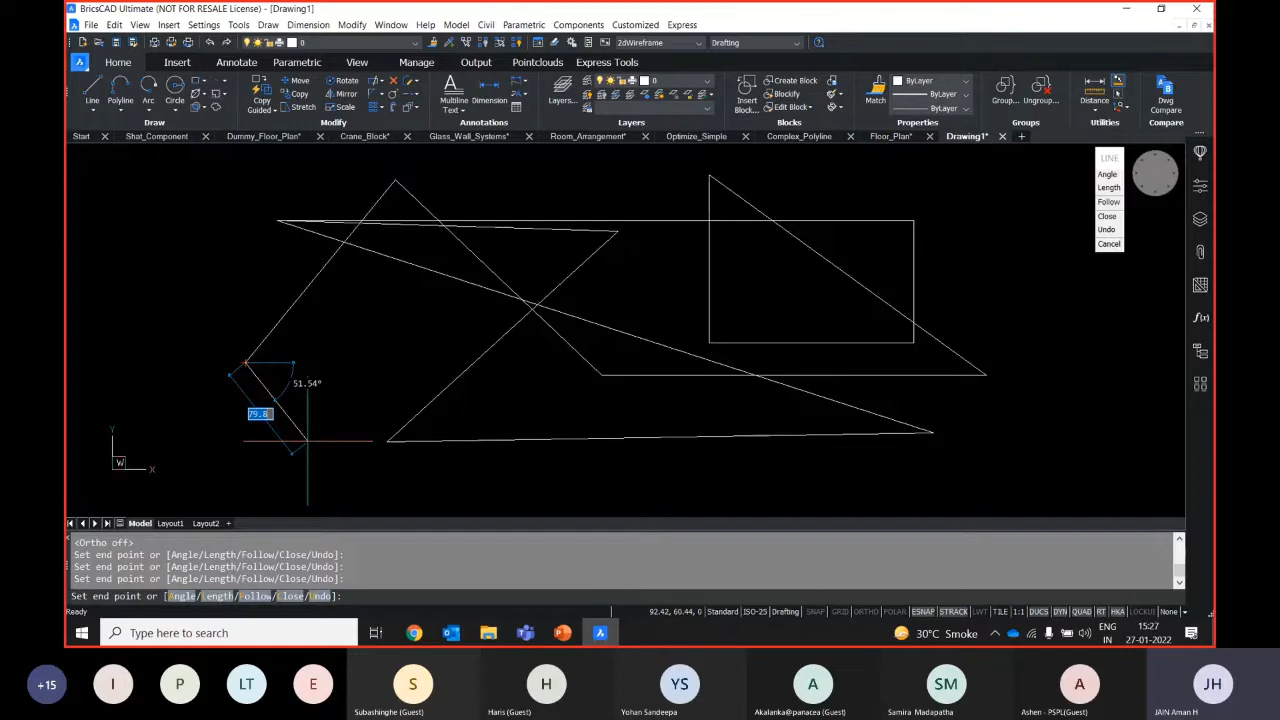 BricsCAD Ultimate (NOT FOR RESALE License) - [Drawing1]
File Edit View Insert Settings Tools Draw Dimension Modify Window Help Model Civil Parametric Components Customized Express
0 2dWireframe Drafting
Home Insert Annotate Parametric View Manage Output Pointclouds Express Tools
Line Polyline Arc Circle
Copy Guided Move Copy Stretch Rotate Mirror Scale
Multiline Text Dimension
Layers... 0
Insert Block... Create Block Blockify Edit Block
Match ByLayer ByLayer ByLayer
Group... Ungroup...
Distance
Dwg Compare
Draw Modify Annotations Layers Blocks Properties Groups Utilities Compare
Start Shat_Component Dummy_Floor_Plan* Crane_Block* Glass_Wall_Systems* Room_Arrangement* Optimize_Simple Complex_Polyline Floor_Plan* Drawing1*
LINE
Angle
Length
Follow
Close
Undo
Cancel
f(x)
51.54°
79.8
Y
W
X
Model Layout1 Layout2 +
<Ortho off>
Set end point or [Angle/Length/Follow/Close/Undo]:
Set end point or [Angle/Length/Follow/Close/Undo]:
Set end point or [Angle/Length/Follow/Close/Undo]:
Set end point or [Angle/Length/Follow/Close/Undo]:
Ready 92.42, 60.44, 0 Standard ISO-25 Drafting SNAP GRID ORTHO POLAR ESNAP STRACK LWT TILE 1:1 DUCS DYN QUAD RT HKA LOCKUI None
Type here to search
30°C Smoke
ENG
IN
15:27
27-01-2022
+15 I P LT E S H YS A SM A JH
Subashinghe (Guest) Haris (Guest) Yohan Sandeepa Akalanka@panacea (Guest) Samira Madapatha Ashen - PSPL(Guest) JAIN Aman H